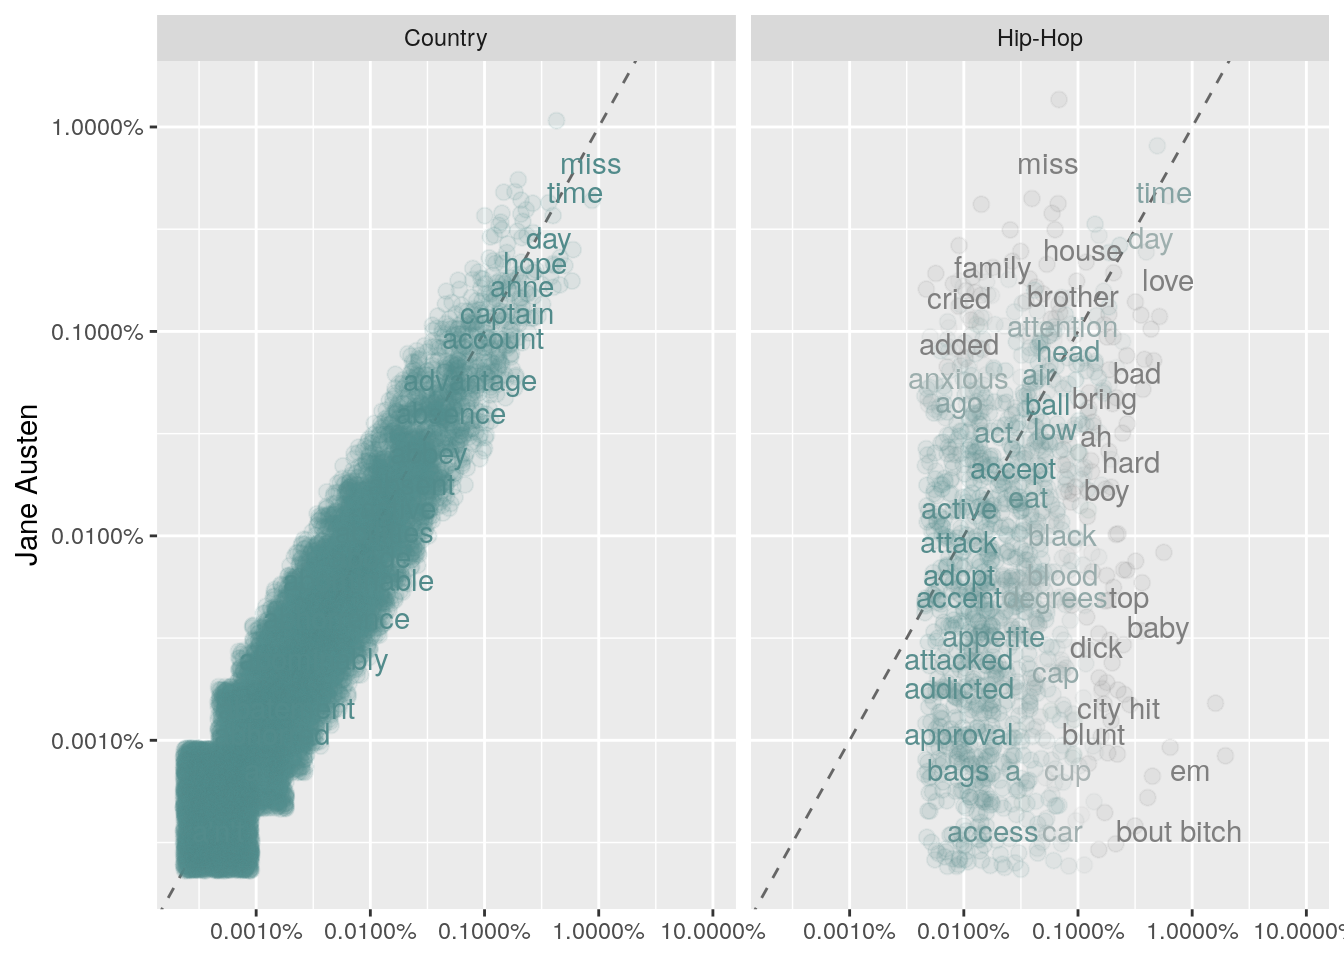 Country
Hip-Hop
Jane Austen
1.0000%
0.1000%
0.0100%
0.0010%
miss
time
day
hope
anne
captain
account
advantage
miss
time
day
house
family
love
cried
brother
attention
added
head
anxious
air
bad
ago
ball
bring
act
low
ah
accept
hard
eat
boy
active
attack
black
adopt
blood
accent
degrees
top
appetite
baby
attacked
dick
addicted
cap
city
hit
approval
blunt
bags
a
cup
em
access
car
bout
bitch
0.0010% 0.0100% 0.1000% 1.0000% 10.0000%
0.0010% 0.0100% 0.1000% 1.0000% 10.0000%